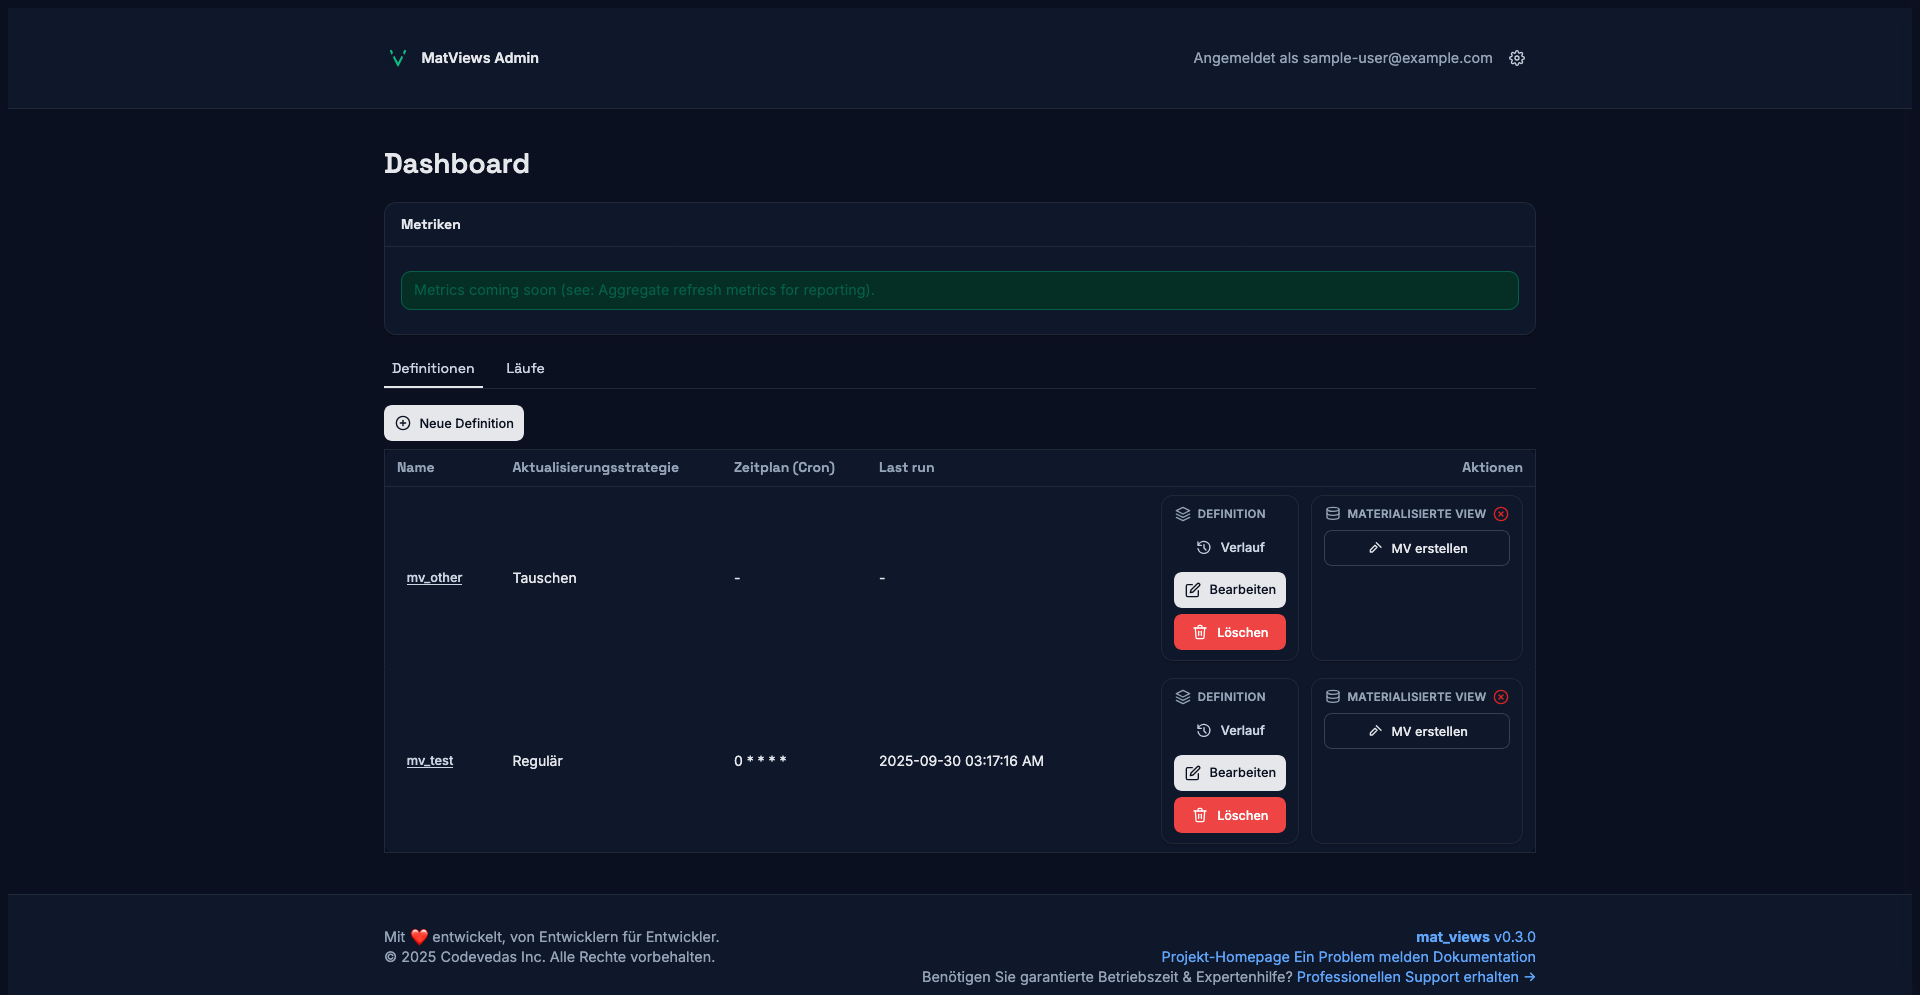 MatViews Admin
Angemeldet als sample-user@example.com
Dashboard
Metriken
Metrics coming soon (see: Aggregate refresh metrics for reporting).
Definitionen Läufe
Neue Definition
Name Aktualisierungsstrategie Zeitplan (Cron) Last run Aktionen
mv_other Tauschen - -
DEFINITION
Verlauf
Bearbeiten
Löschen
MATERIALISIERTE VIEW
MV erstellen
mv_test Regulär 0 * * * * 2025-09-30 03:17:16 AM
DEFINITION
Verlauf
Bearbeiten
Löschen
MATERIALISIERTE VIEW
MV erstellen
Mit ❤️ entwickelt, von Entwicklern für Entwickler.
© 2025 Codevedas Inc. Alle Rechte vorbehalten.
mat_views v0.3.0
Projekt-Homepage Ein Problem melden Dokumentation
Benötigen Sie garantierte Betriebszeit & Expertenhilfe? Professionellen Support erhalten →